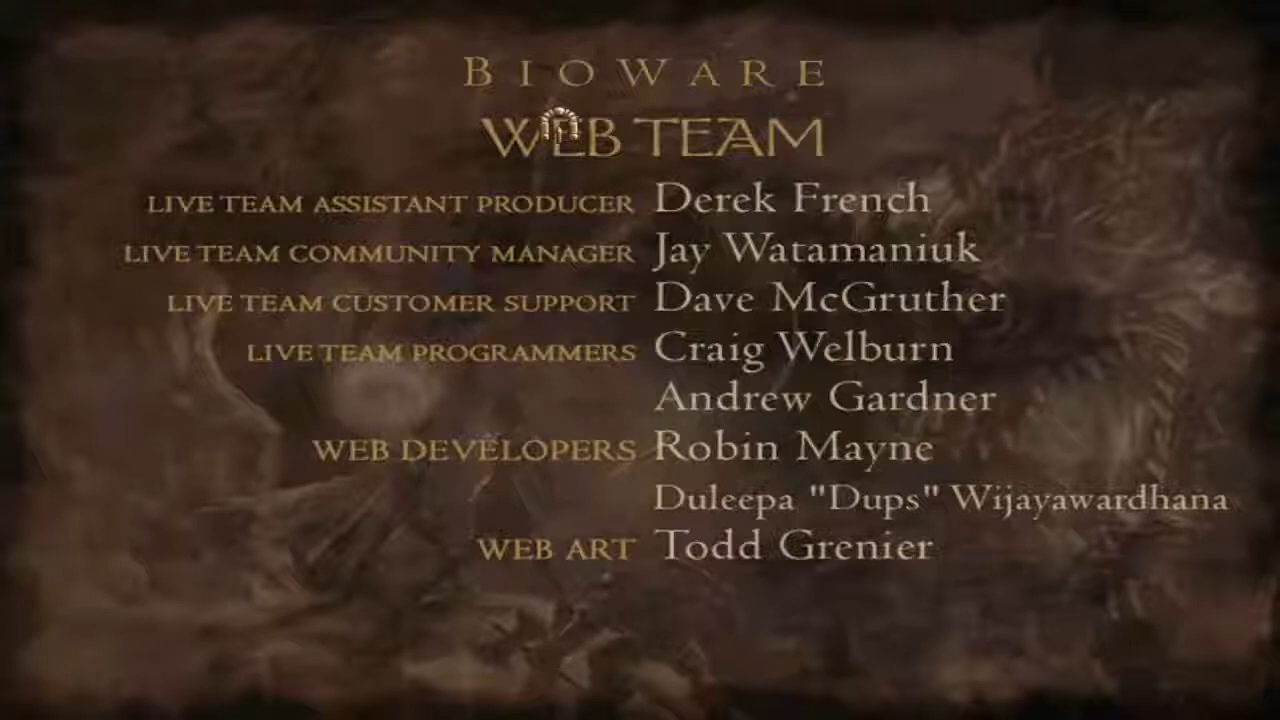 BIOWARE
WEB TEAM
LIVE TEAM ASSISTANT PRODUCER Derek French
LIVE TEAM COMMUNITY MANAGER Jay Watamaniuk
LIVE TEAM CUSTOMER SUPPORT Dave McGruther
LIVE TEAM PROGRAMMERS Craig Welburn
Andrew Gardner
WEB DEVELOPERS Robin Mayne
Duleepa "Dups" Wijayawardhana
WEB ART Todd Grenier